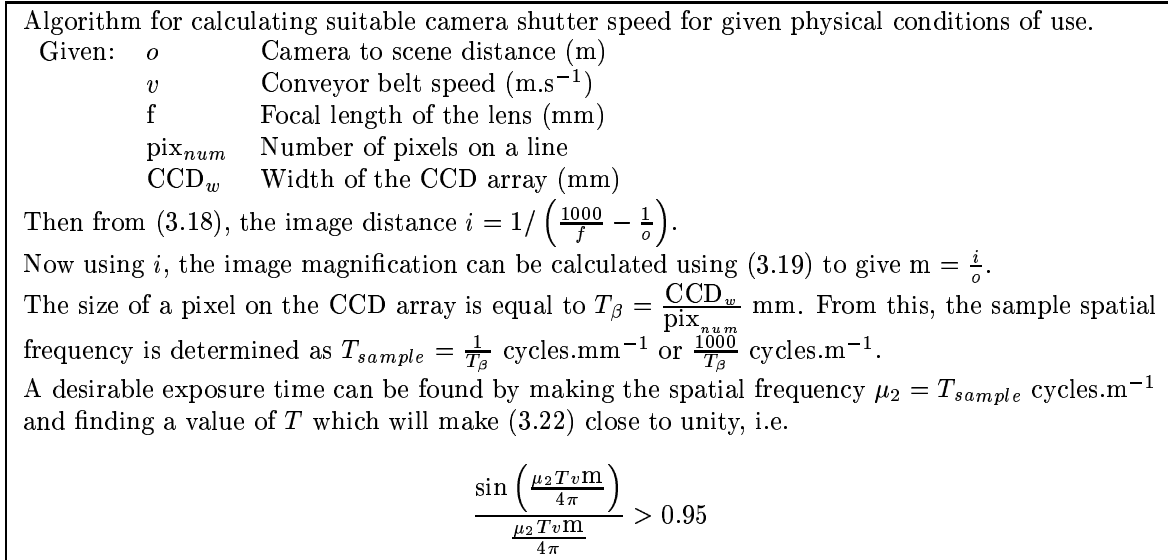 Algorithm for calculating suitable camera shutter speed for given physical conditions of use.
Given: o Camera to scene distance (m)
v Conveyor belt speed (m.s⁻¹)
f Focal length of the lens (mm)
pix_num Number of pixels on a line
CCD_w Width of the CCD array (mm)
Then from (3.18), the image distance i = 1/ (1000/f − 1/o).
Now using i, the image magnification can be calculated using (3.19) to give m = i/o.
The size of a pixel on the CCD array is equal to T_β = CCD_w/pix_num mm. From this, the sample spatial
frequency is determined as T_sample = 1/T_β cycles.mm⁻¹ or 1000/T_β cycles.m⁻¹.
A desirable exposure time can be found by making the spatial frequency μ₂ = T_sample cycles.m⁻¹
and finding a value of T which will make (3.22) close to unity, i.e.
sin (μ₂Tvm/4π) / (μ₂Tvm/4π) > 0.95